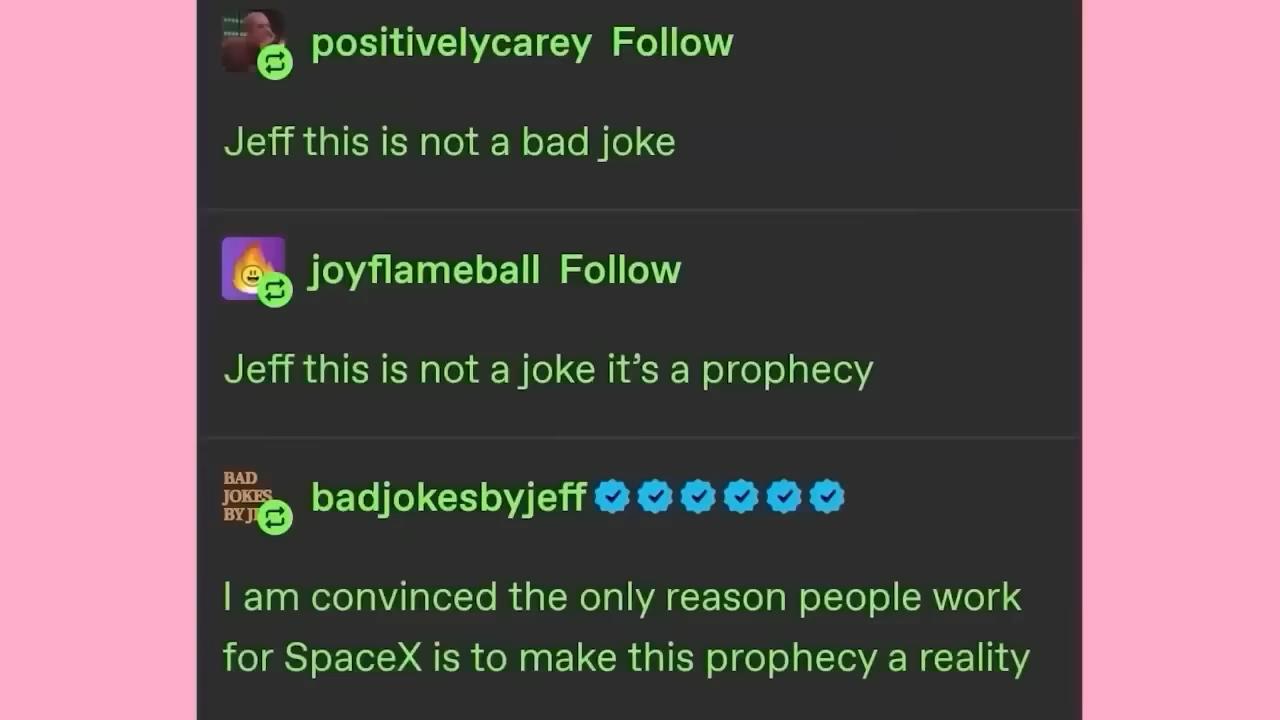 positivelycarey Follow
Jeff this is not a bad joke
joyflameball Follow
Jeff this is not a joke it’s a prophecy
BAD
JOKES
BY
badjokesbyjeff
I am convinced the only reason people work
for SpaceX is to make this prophecy a reality